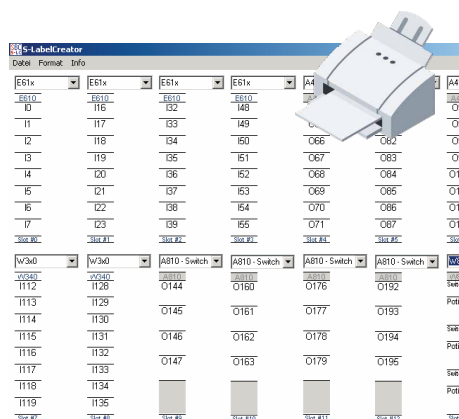 S-LabelCreator
Datei Format Info
E61x E61x E61x E61x A4
E610 E610 E610 E610
I0 I16 I32 I48
I1 I17 I33 I49
I2 I18 I34 I50 O66 O82
I3 I19 I35 I51 O67 O83
I4 I20 I36 I52 O68 O84
I5 I21 I37 I53 O69 O85
I6 I22 I38 I54 O70 O86
I7 I23 I39 I55 O71 O87
Slot #0 Slot #1 Slot #2 Slot #3 Slot #4 Slot #5
W3x0 W3x0 A810 - Switch A810 - Switch A810 - Switch A810 - Switch
W340 W340 A810 A810 A810 A810
I112 I128 O144 O160 O176 O192
I113 I129 O145 O161 O177 O193 Poti
I114 I130
I115 I131 O146 O162 O178 O194
I116 I132 O147 O163 O179 O195 Poti
I117 I133
I118 I134 Poti
I119 I135